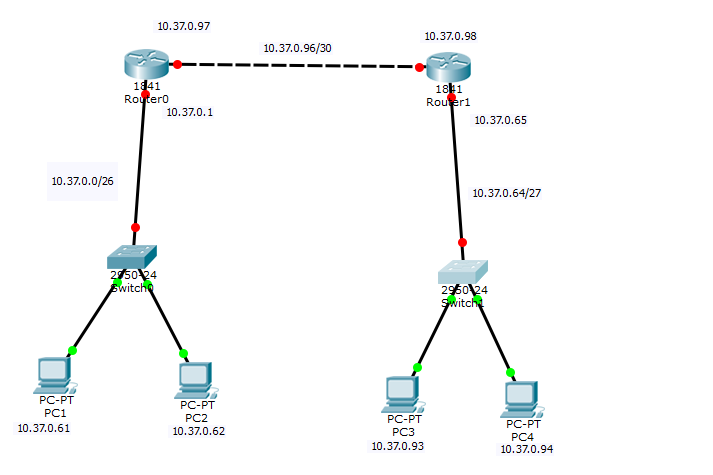 10.37.0.97
10.37.0.96/30
10.37.0.98
1841
Router0
1841
Router1
10.37.0.1
10.37.0.65
10.37.0.0/26
10.37.0.64/27
2950-24
Switch0
2950-24
Switch1
PC-PT
PC1
10.37.0.61
PC-PT
PC2
10.37.0.62
PC-PT
PC3
10.37.0.93
PC-PT
PC4
10.37.0.94